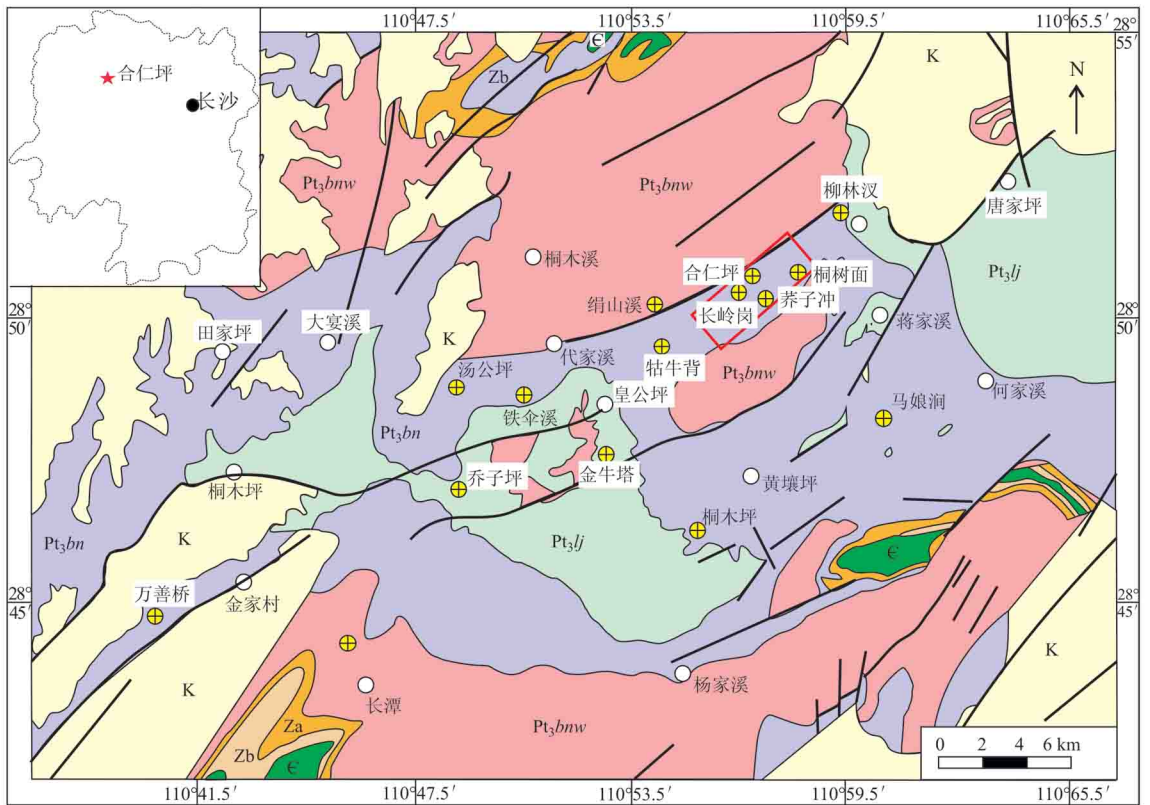 110°47.5′
110°53.5′
110°59.5′
110°65.5′
28°
55′
合仁坪
长沙
Є
Zb
K
N
Pt₃bnw
Pt₃bnw
柳林汊
唐家坪
桐木溪
合仁坪
桐树面
Pt₃lj
绢山溪
长岭岗
荞子冲
28°
50′
28°
50′
田家坪
大宴溪
K
代家溪
牯牛背
蒋家溪
汤公坪
Pt₃bnw
何家溪
铁伞溪
皇公坪
马娘涧
Pt₃bn
桐木坪
乔子坪
金牛塔
黄壤坪
K
桐木坪
Pt₃bn
Pt₃lj
Є
28°
45′
28°
45′
万善桥
金家村
K
长潭
杨家溪
K
Za
Zb
Є
Pt₃bnw
0 2 4 6 km
110°41.5′
110°47.5′
110°53.5′
110°59.5′
110°65.5′